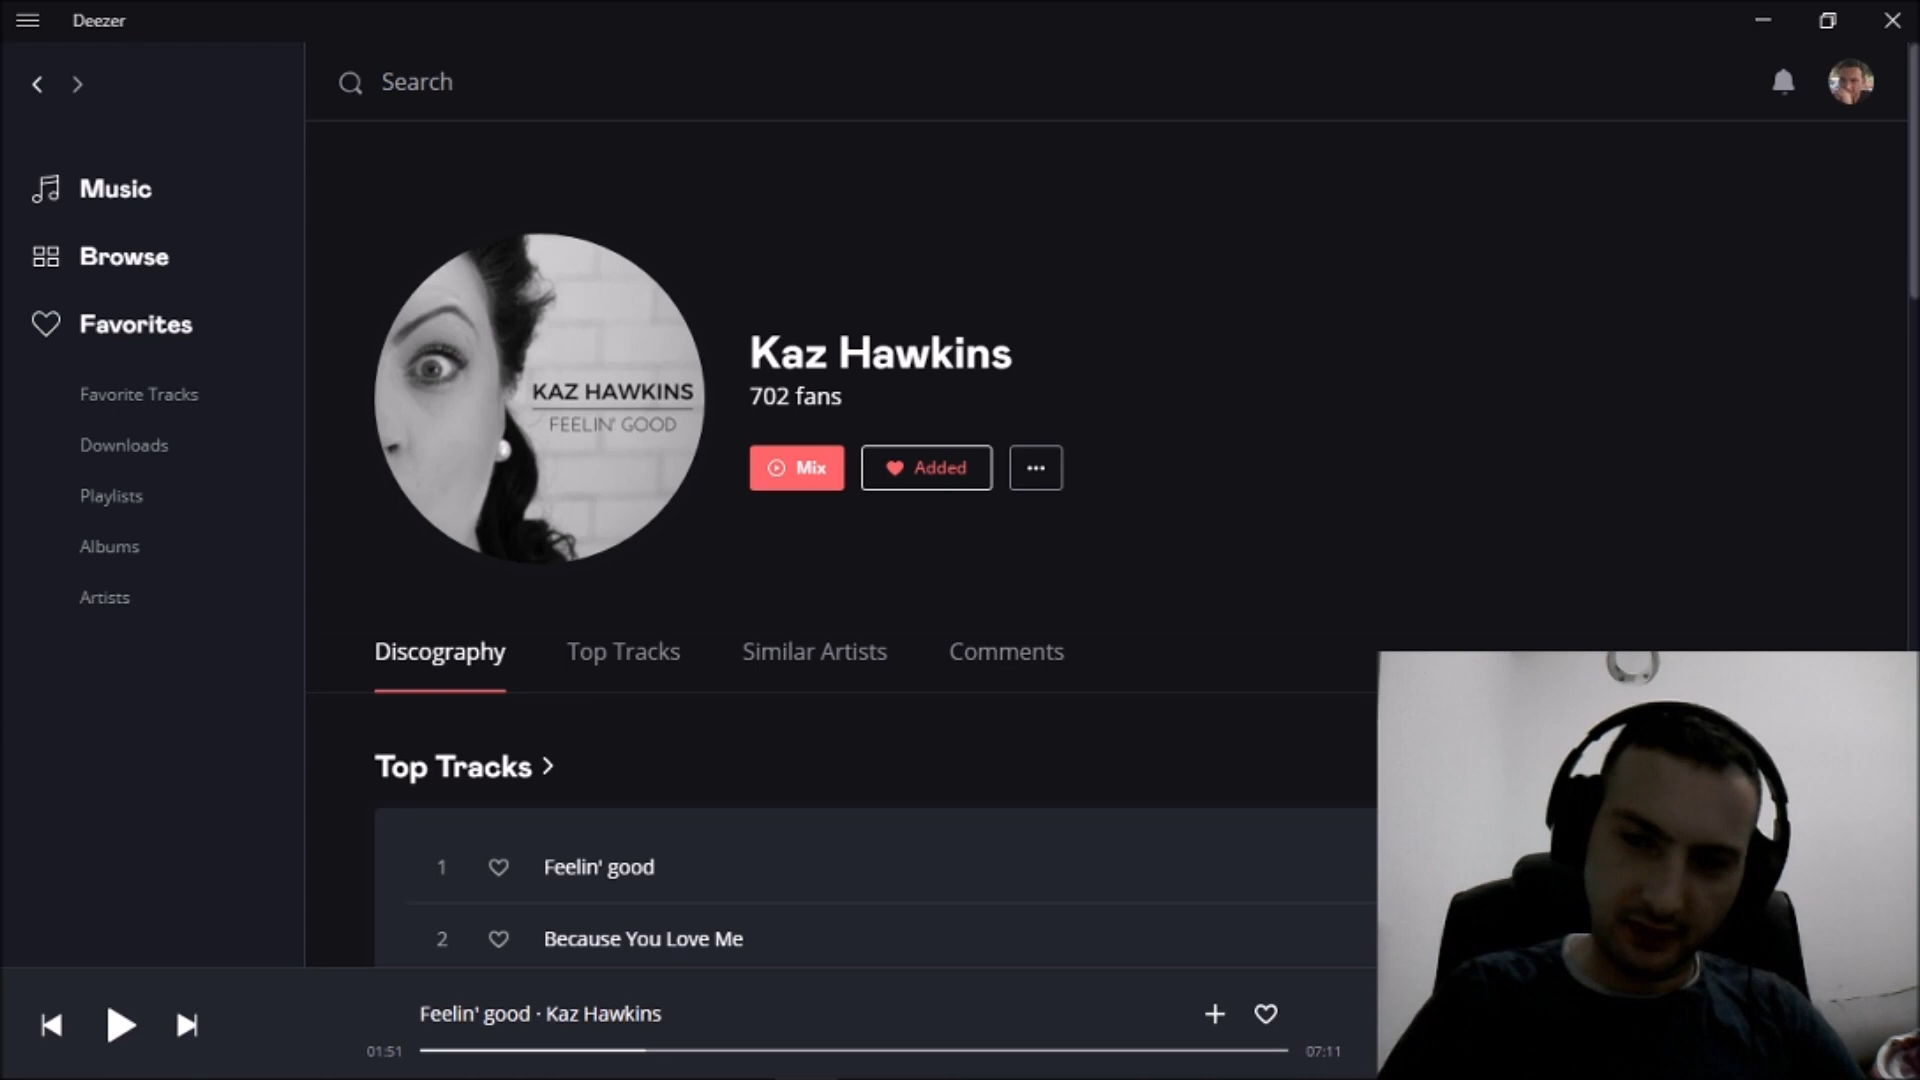 Deezer
Search
Music
Browse
Favorites
Favorite Tracks
Downloads
Playlists
Albums
Artists
KAZ HAWKINS
FEELIN' GOOD
Kaz Hawkins
702 fans
Mix
Added
Discography
Top Tracks
Similar Artists
Comments
Top Tracks
1 Feelin' good
2 Because You Love Me
Feelin' good · Kaz Hawkins
01:51
07:11